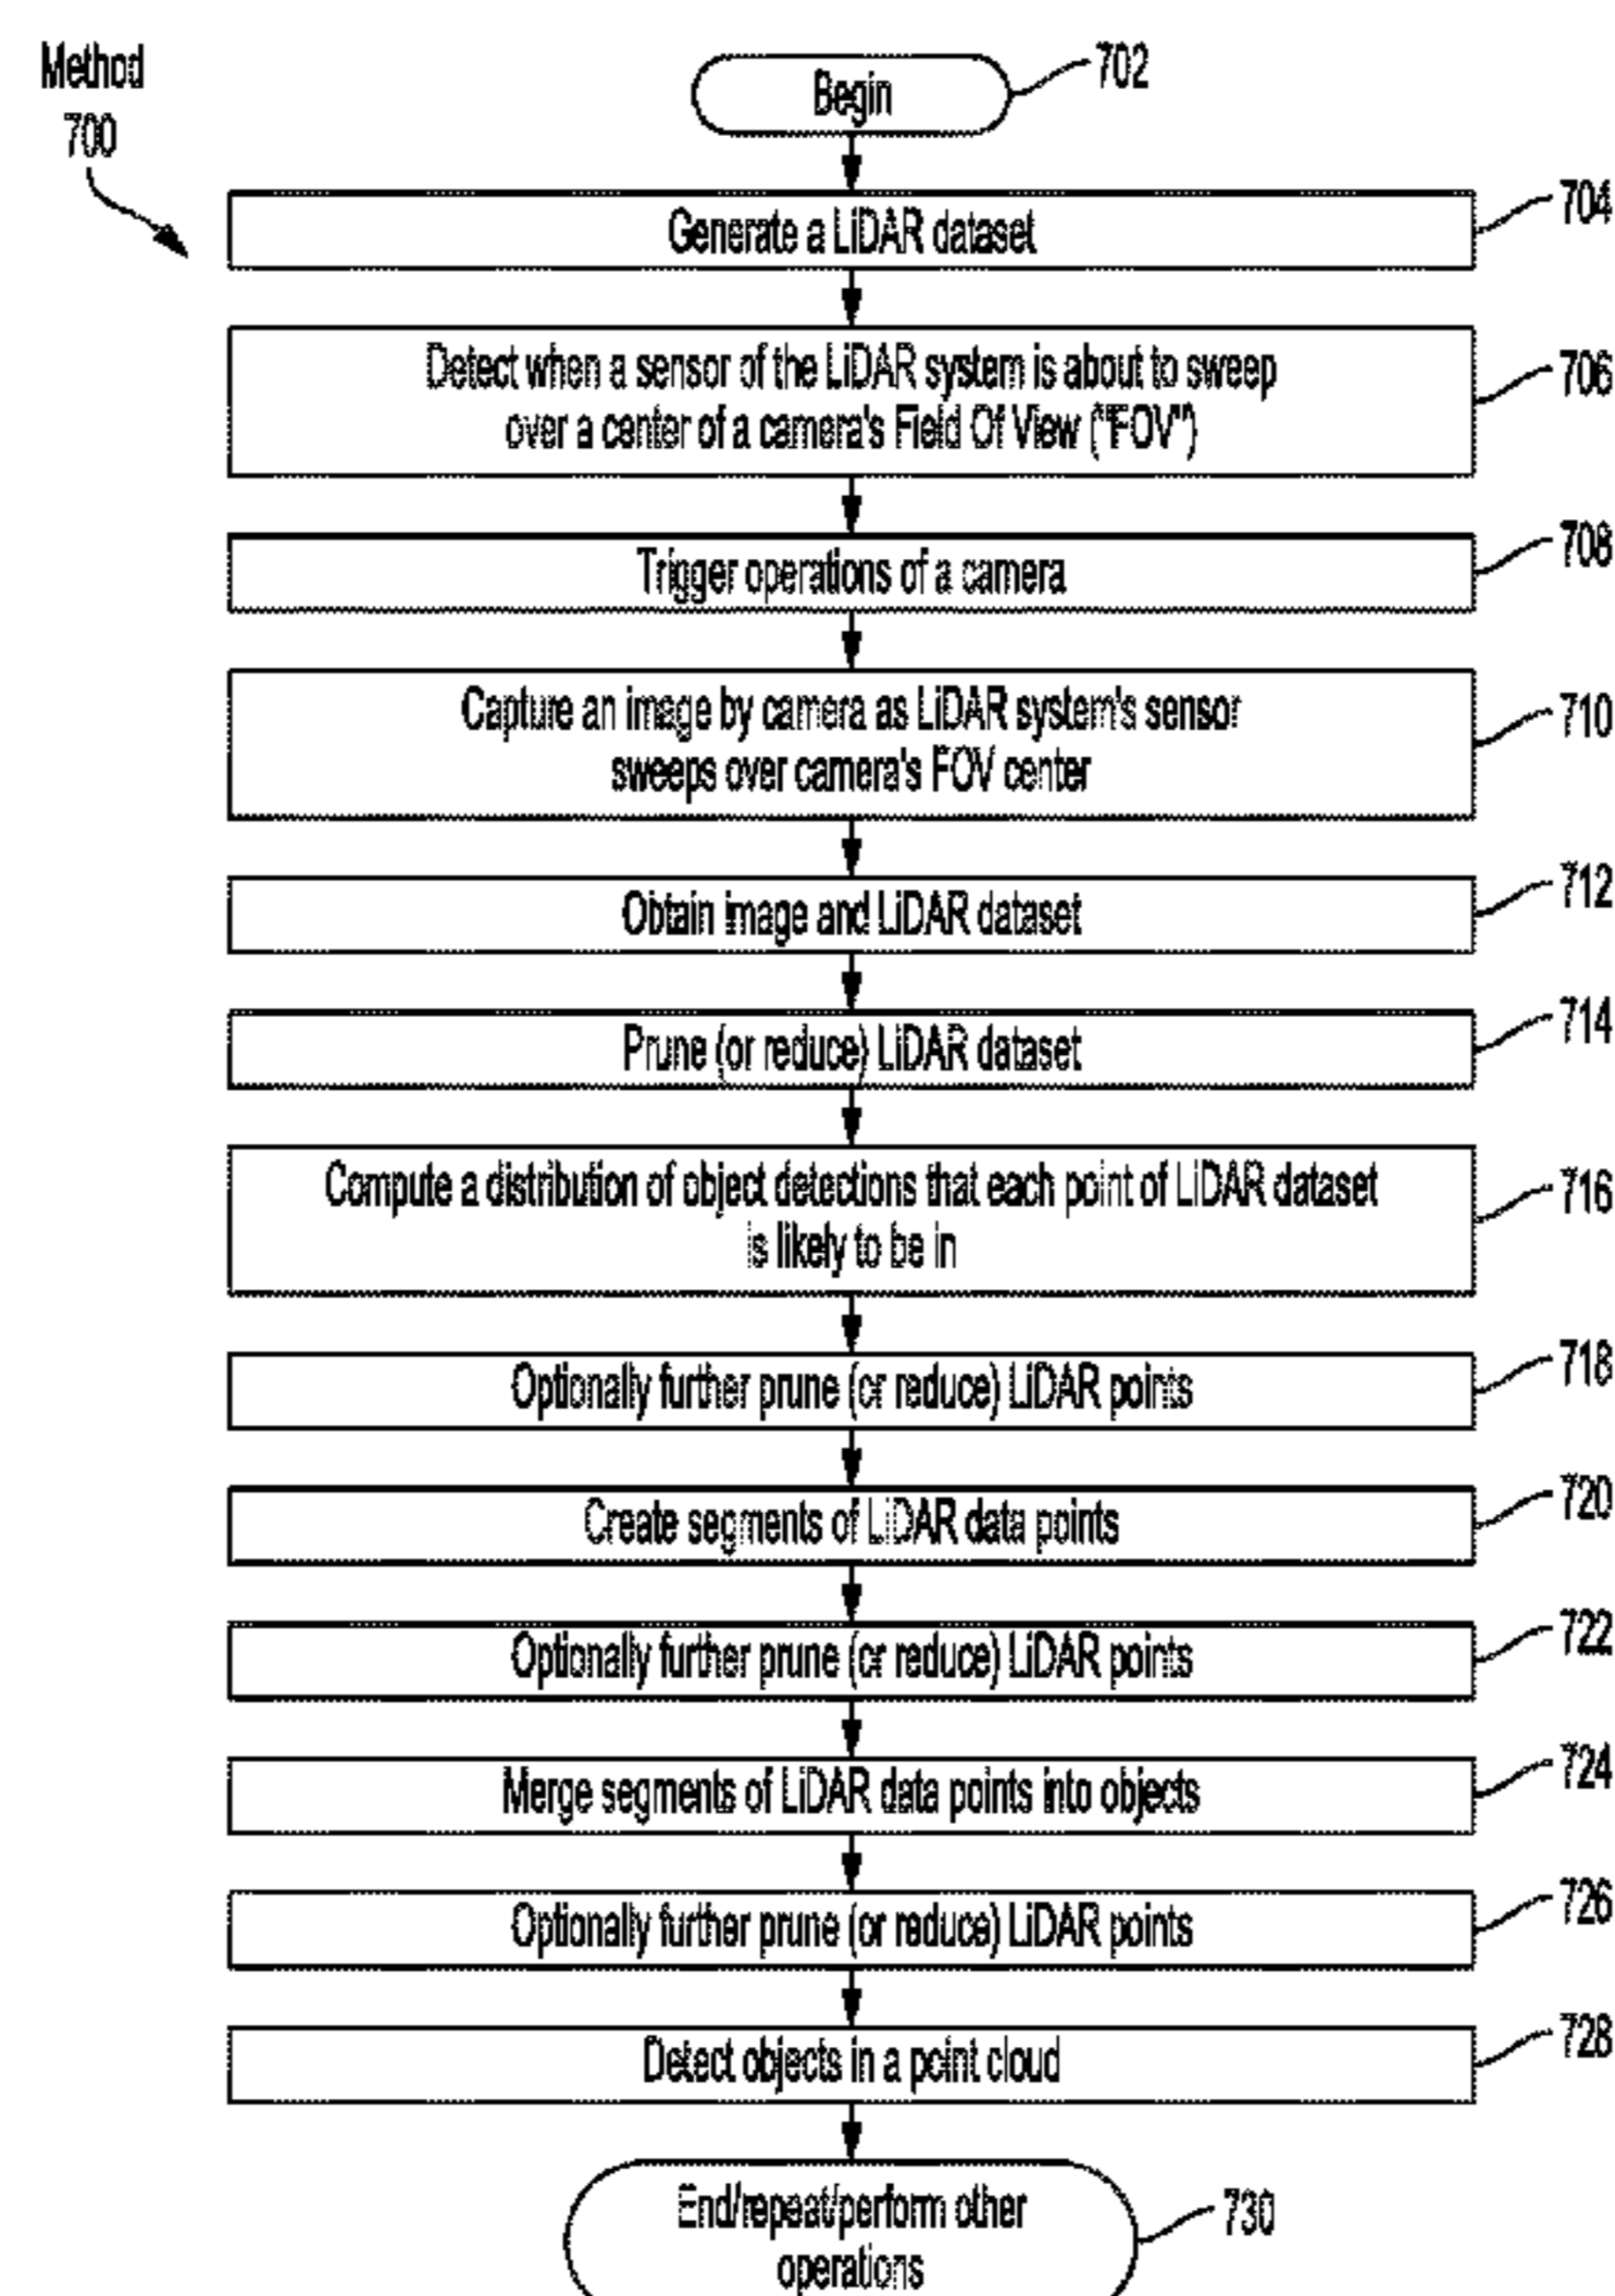 Method
700
Begin
702
Generate a LiDAR dataset
704
Detect when a sensor of the LiDAR system is about to sweep
over a center of a camera's Field Of View ("FOV")
706
Trigger operations of a camera
708
Capture an image by camera as LiDAR system's sensor
sweeps over camera's FOV center
710
Obtain image and LiDAR dataset
712
Prune (or reduce) LiDAR dataset
714
Compute a distribution of object detections that each point of LiDAR dataset
is likely to be in
716
Optionally further prune (or reduce) LiDAR points
718
Create segments of LiDAR data points
720
Optionally further prune (or reduce) LiDAR points
722
Merge segments of LiDAR data points into objects
724
Optionally further prune (or reduce) LiDAR points
726
Detect objects in a point cloud
728
End/repeat/perform other
operations
730